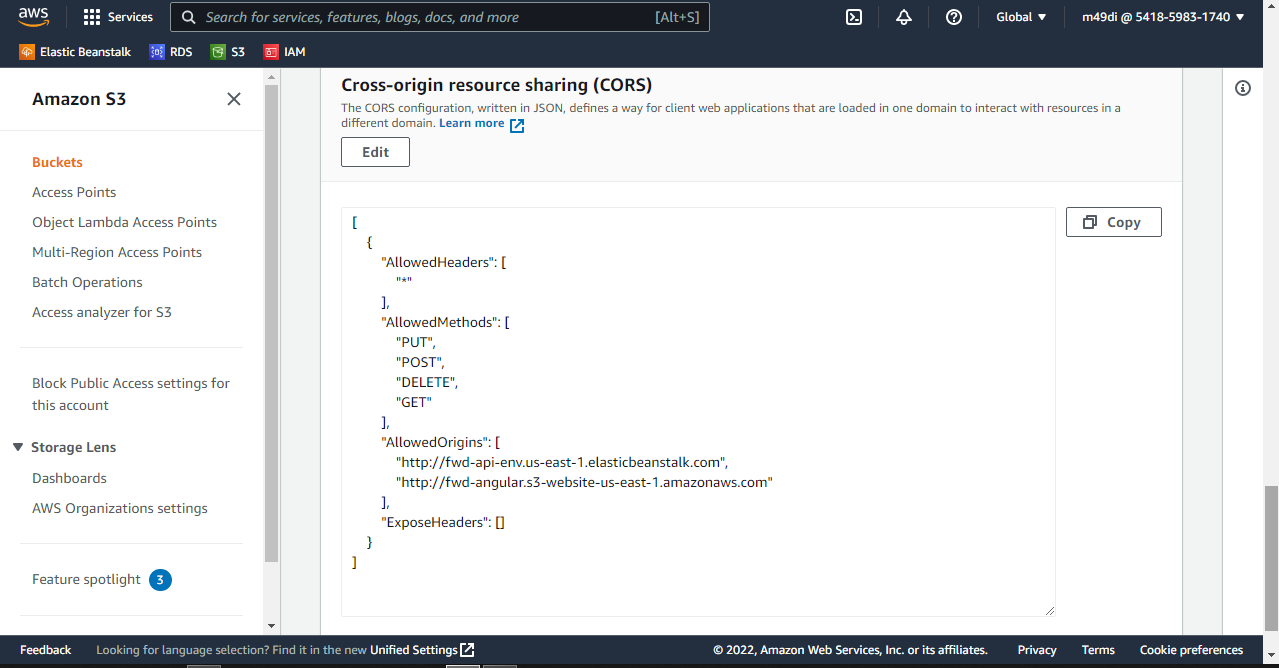 aws
Services
Search for services, features, blogs, docs, and more
[Alt+S]
Global
m49di @ 5418-5983-1740
Elastic Beanstalk
RDS
S3
IAM
Amazon S3
Buckets
Access Points
Object Lambda Access Points
Multi-Region Access Points
Batch Operations
Access analyzer for S3
Block Public Access settings for
this account
Storage Lens
Dashboards
AWS Organizations settings
Feature spotlight 3
Cross-origin resource sharing (CORS)
The CORS configuration, written in JSON, defines a way for client web applications that are loaded in one domain to interact with resources in a
different domain. Learn more
Edit
Copy
[
{
"AllowedHeaders": [
"*"
],
"AllowedMethods": [
"PUT",
"POST",
"DELETE",
"GET"
],
"AllowedOrigins": [
"http://fwd-api-env.us-east-1.elasticbeanstalk.com",
"http://fwd-angular.s3-website-us-east-1.amazonaws.com"
],
"ExposeHeaders": []
}
]
Feedback
Looking for language selection? Find it in the new Unified Settings
© 2022, Amazon Web Services, Inc. or its affiliates.
Privacy
Terms
Cookie preferences